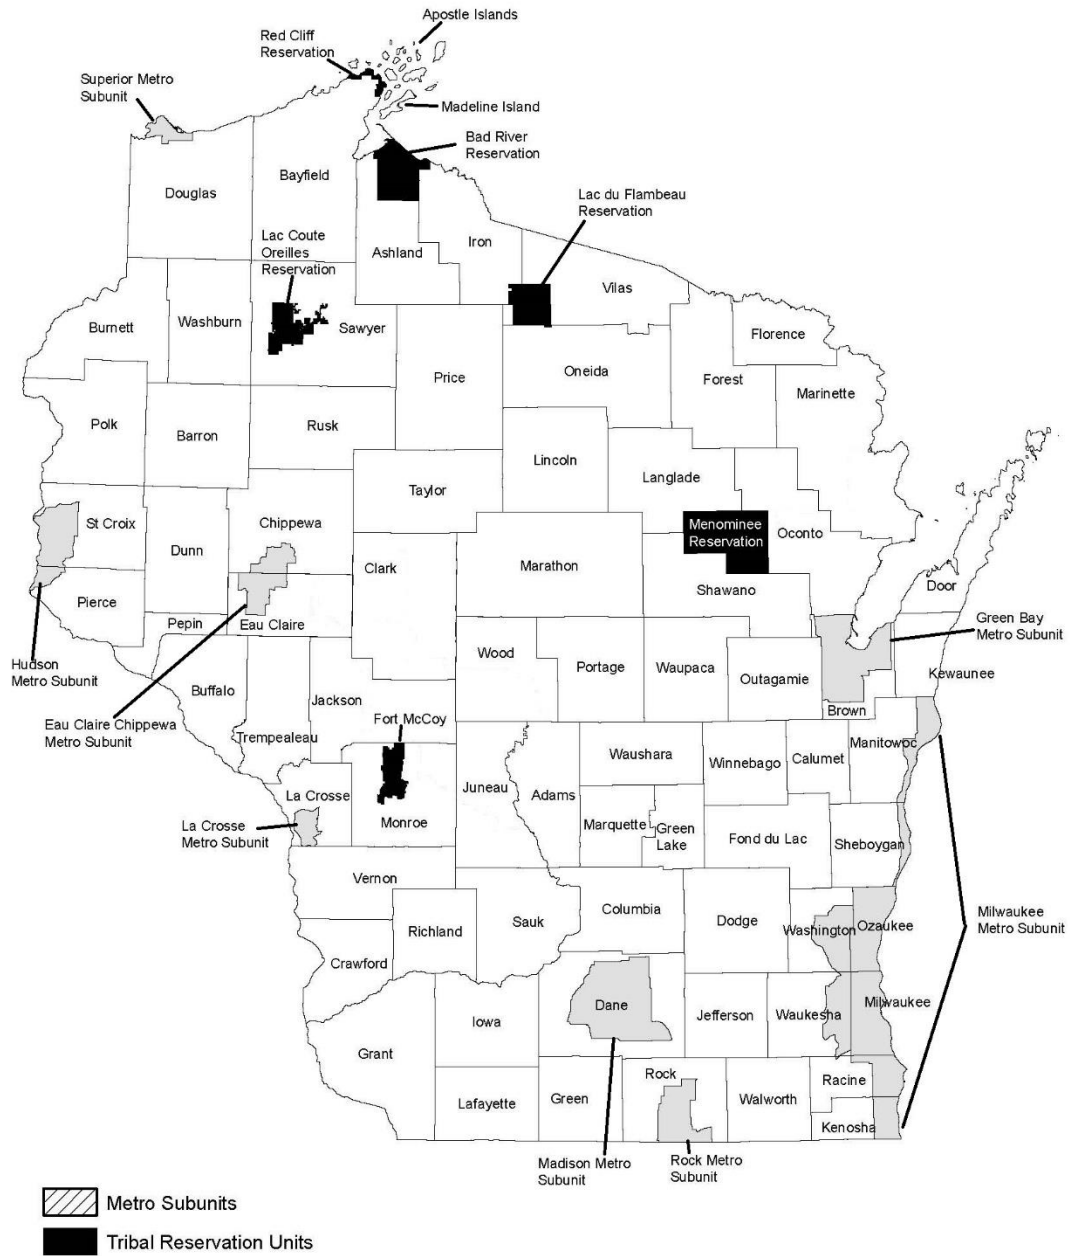 Apostle Islands
Red Cliff
Reservation
Superior Metro
Subunit
Madeline Island
Bad River
Reservation
Bayfield
Douglas
Lac du Flambeau
Reservation
Lac Coute
Oreilles
Reservation
Ashland
Iron
Vilas
Burnett
Washburn
Sawyer
Florence
Price
Oneida
Forest
Marinette
Polk
Barron
Rusk
Lincoln
Langlade
Taylor
St Croix
Chippewa
Menominee
Reservation
Oconto
Dunn
Clark
Marathon
Shawano
Door
Pierce
Pepin
Eau Claire
Green Bay
Metro Subunit
Hudson
Metro Subunit
Wood
Portage
Waupaca
Outagamie
Kewaunee
Buffalo
Jackson
Brown
Eau Claire Chippewa
Metro Subunit
Fort McCoy
Trempealeau
Waushara
Winnebago
Calumet
Manitowoc
La Crosse
Juneau
Adams
Marquette
Green
Lake
La Crosse
Metro Subunit
Monroe
Fond du Lac
Sheboygan
Vernon
Columbia
Dodge
Sauk
Richland
Washington
Ozaukee
Milwaukee
Metro Subunit
Crawford
Dane
Iowa
Jefferson
Waukesha
Milwaukee
Grant
Rock
Racine
Lafayette
Green
Walworth
Kenosha
Madison Metro
Subunit
Rock Metro
Subunit
Metro Subunits
Tribal Reservation Units